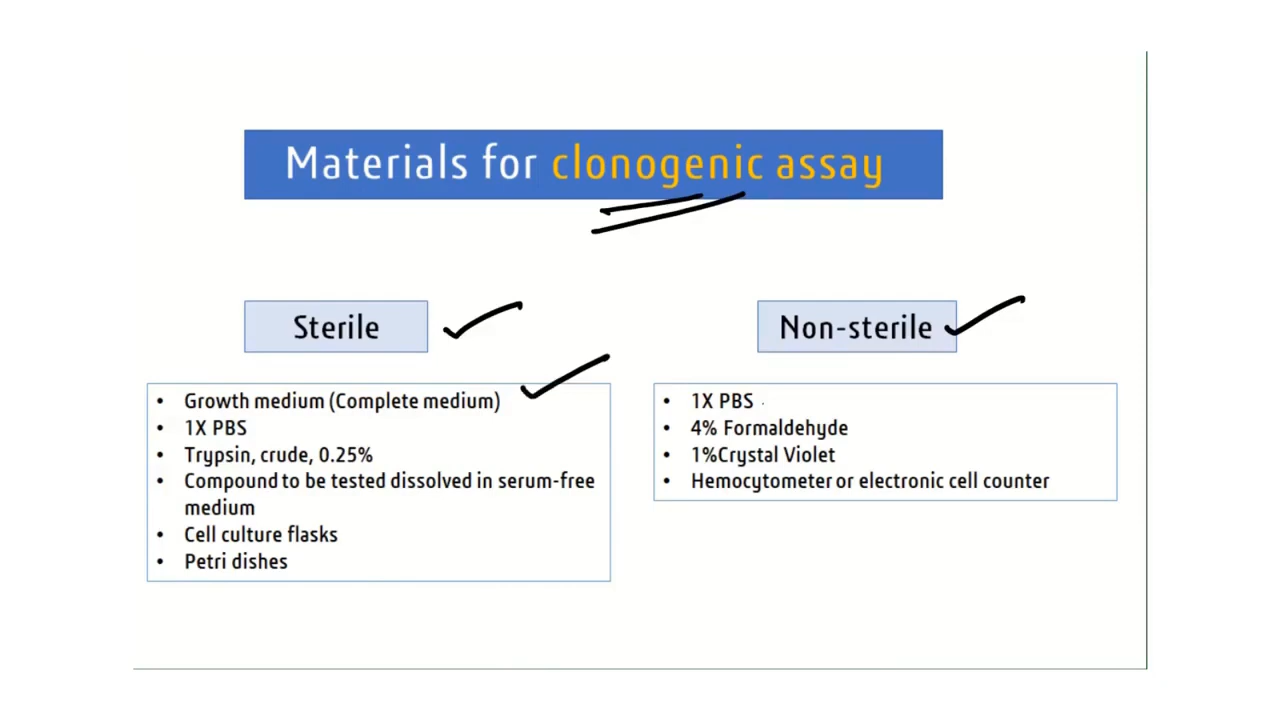 Materials for clonogenic assay
Sterile
• Growth medium (Complete medium)
• 1X PBS
• Trypsin, crude, 0.25%
• Compound to be tested dissolved in serum-free
medium
• Cell culture flasks
• Petri dishes
Non-sterile
• 1X PBS
• 4% Formaldehyde
• 1%Crystal Violet
• Hemocytometer or electronic cell counter